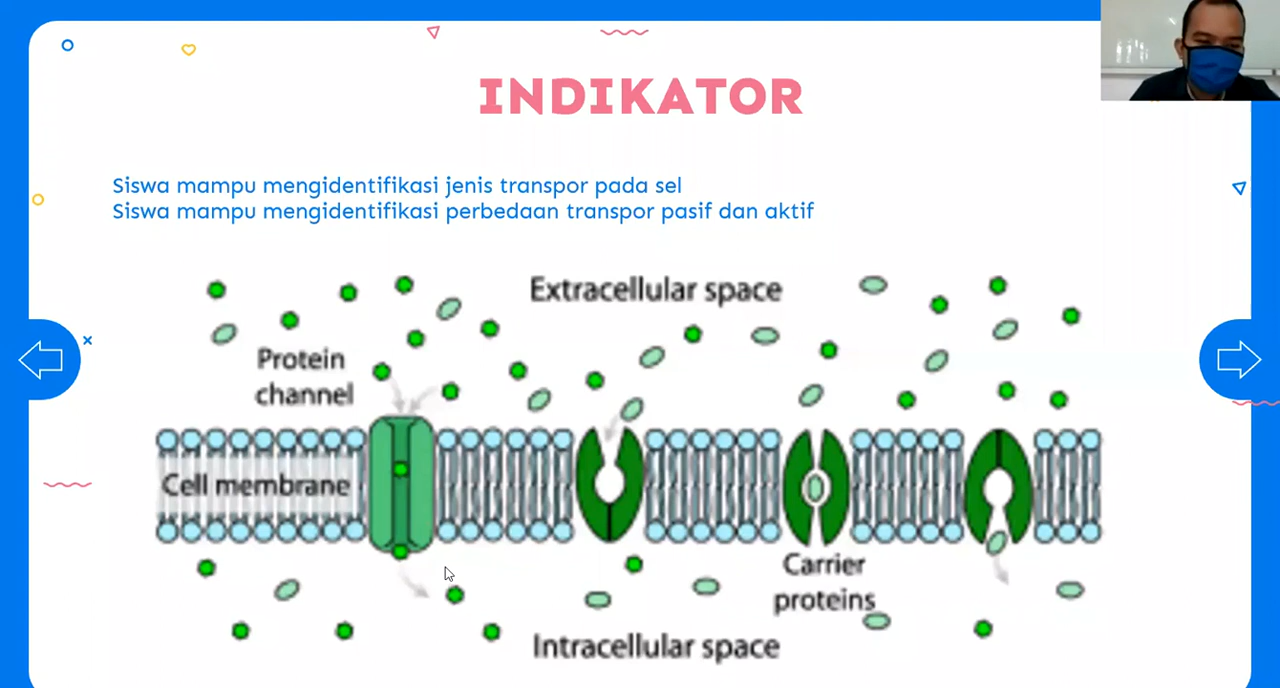 INDIKATOR
Siswa mampu mengidentifikasi jenis transpor pada sel
Siswa mampu mengidentifikasi perbedaan transpor pasif dan aktif
Extracellular space
Protein
channel
Cell membrane
Carrier
proteins
Intracellular space